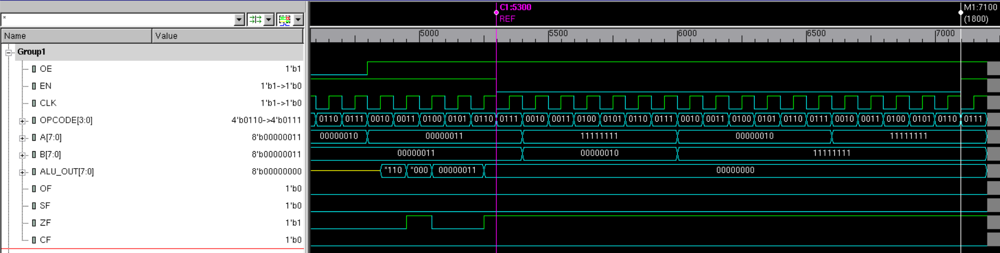 C1:5300 M1:7100
* REF (1800)
Name Value 5000 5500 6000 6500 7000
Group1
OE 1'b1
EN 1'b1->1'b0
CLK 1'b1->1'b0
OPCODE[3:0] 4'b0110->4'b0111 0110 0111 0010 0011 0100 0101 0110 0111 0010 0011 0100 0101 0110 0111 0010 0011 0100 0101 0110 0111 0010 0011 0100 0101 0110 0111
A[7:0] 8'b00000011 00000010 00000011 11111111 00000010 11111111
B[7:0] 8'b00000011 00000011 00000010 11111111
ALU_OUT[7:0] 8'b00000000 *110 *000 00000011 00000000
OF 1'b0
SF 1'b0
ZF 1'b1
CF 1'b0